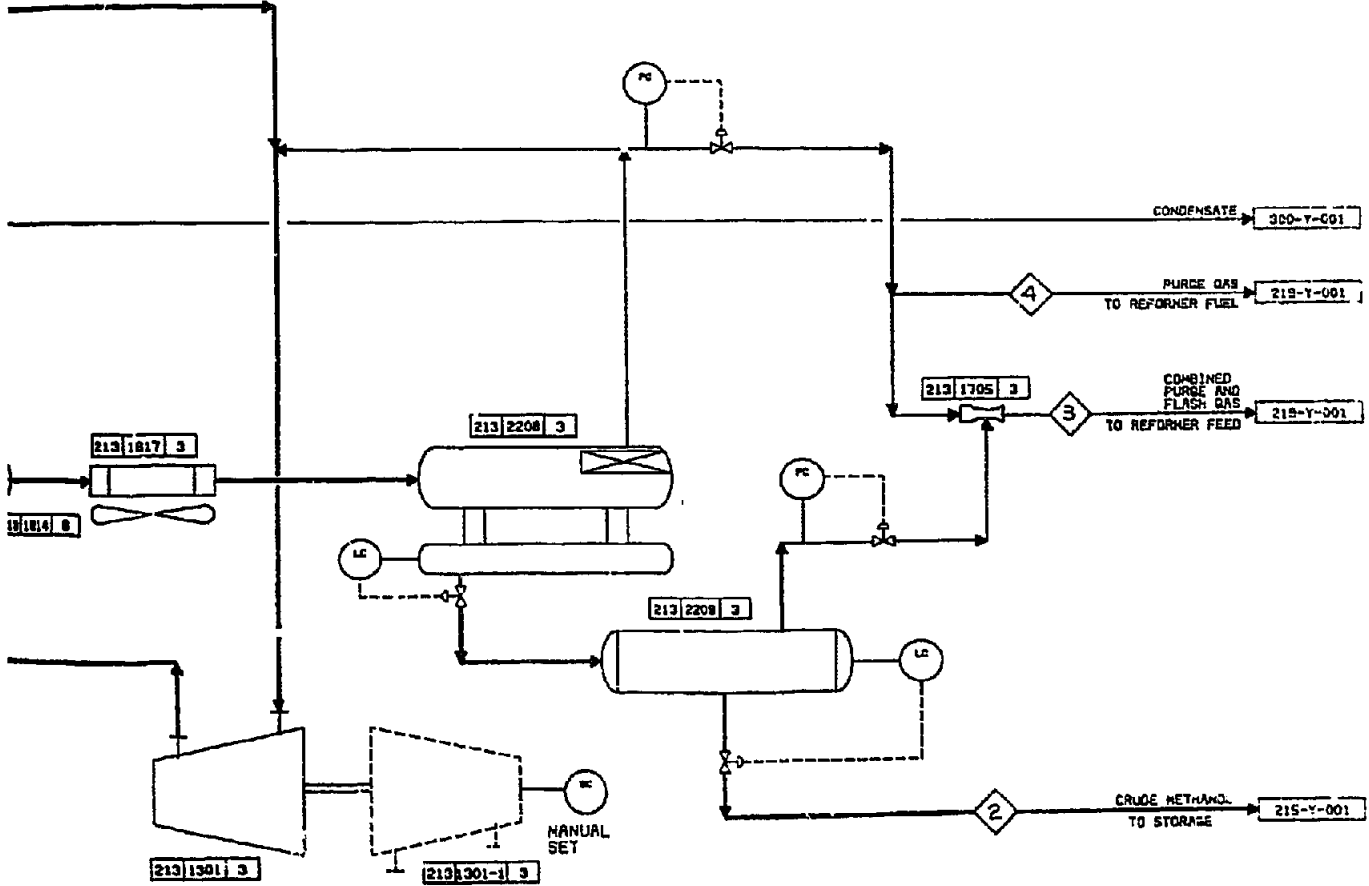 PC
CONDENSATE
300-Y-001
4
PURGE GAS
TO REFORMER FUEL
219-Y-001
213 1705 3
3
COMBINED
PURGE AND
FLASH GAS
TO REFORMER FEED
219-Y-001
213 2208 3
213 1817 3
PC
1814 8
LC
213 2209 3
LC
MANUAL
SET
2
CRUDE METHANOL
TO STORAGE
215-Y-001
213 1301 3
213 1301-1 3